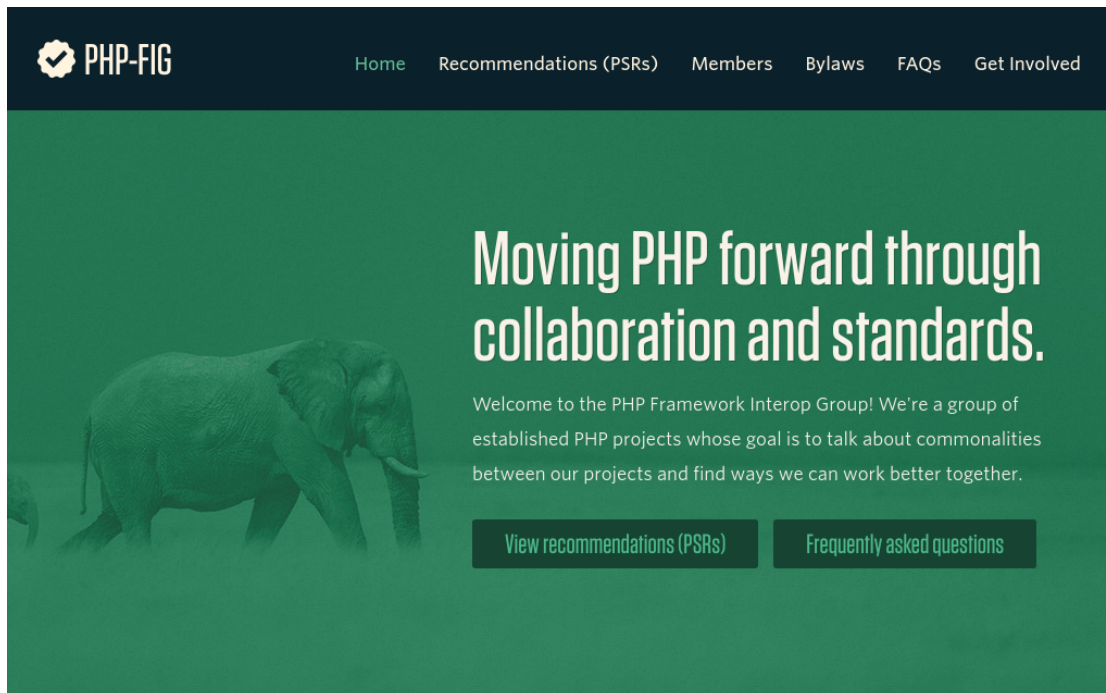 PHP-FIG
Home Recommendations (PSRs) Members Bylaws FAQs Get Involved
Moving PHP forward through
collaboration and standards.
Welcome to the PHP Framework Interop Group! We're a group of
established PHP projects whose goal is to talk about commonalities
between our projects and find ways we can work better together.
View recommendations (PSRs) Frequently asked questions